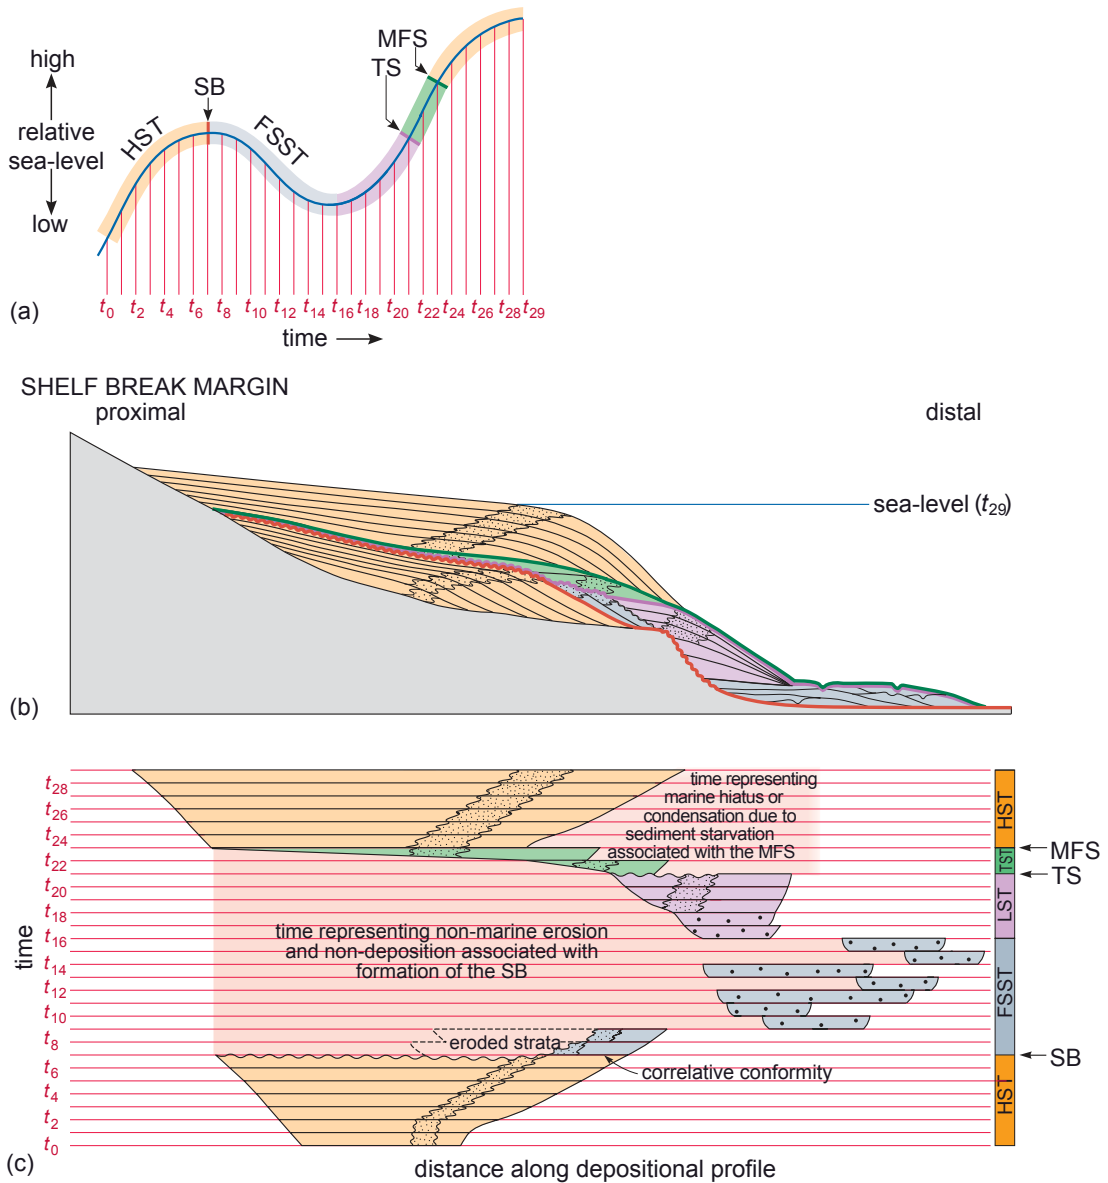 MFS
high
TS
SB
relative
sea-level
HST
FSST
low
t0 t2 t4 t6 t8 t10 t12 t14 t16 t18 t20 t22 t24 t26 t28 t29
(a)
time
SHELF BREAK MARGIN
proximal
distal
sea-level (t29)
(b)
t28
t26
t24
t22
t20
t18
t16
t14
t12
t10
t8
t6
t4
t2
t0
time
time representing
marine hiatus or
condensation due to
sediment starvation
associated with the MFS
time representing non-marine erosion
and non-deposition associated with
formation of the SB
eroded strata
correlative conformity
HST
TST
LST
FSST
HST
MFS
TS
SB
(c)
distance along depositional profile